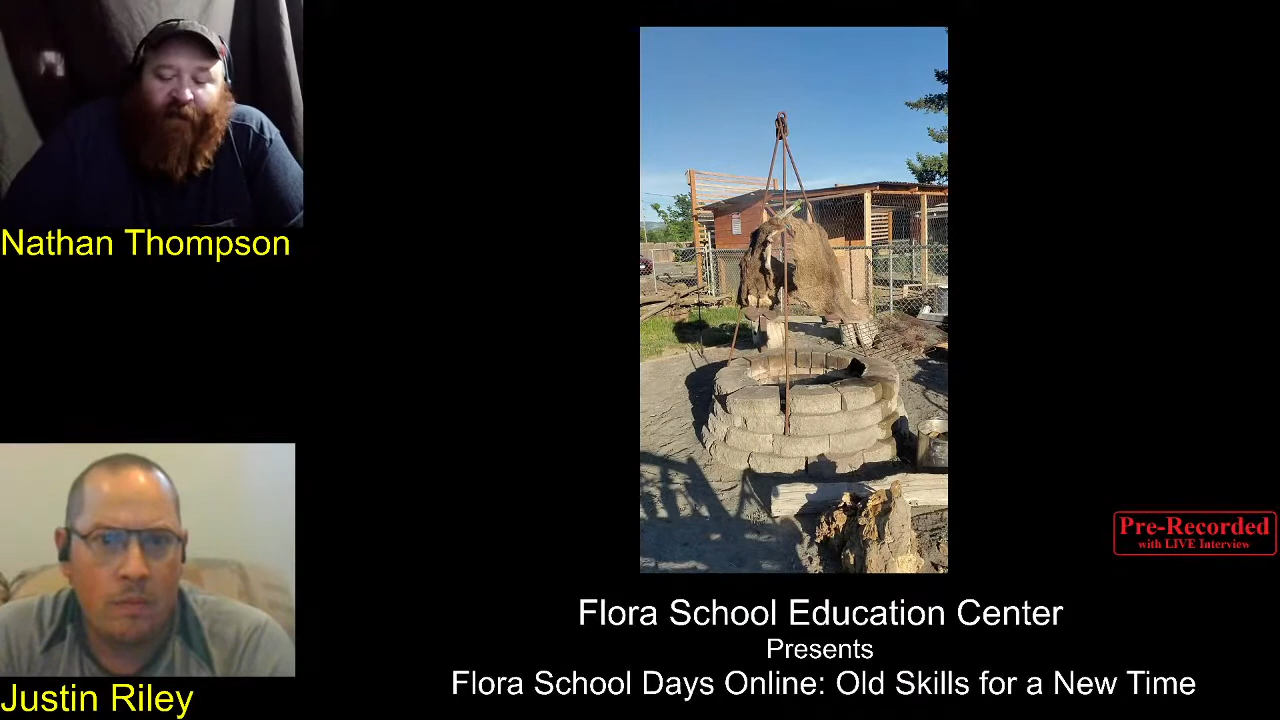 Nathan Thompson
Justin Riley
Pre-Recorded
with LIVE Interview
Flora School Education Center
Presents
Flora School Days Online: Old Skills for a New Time